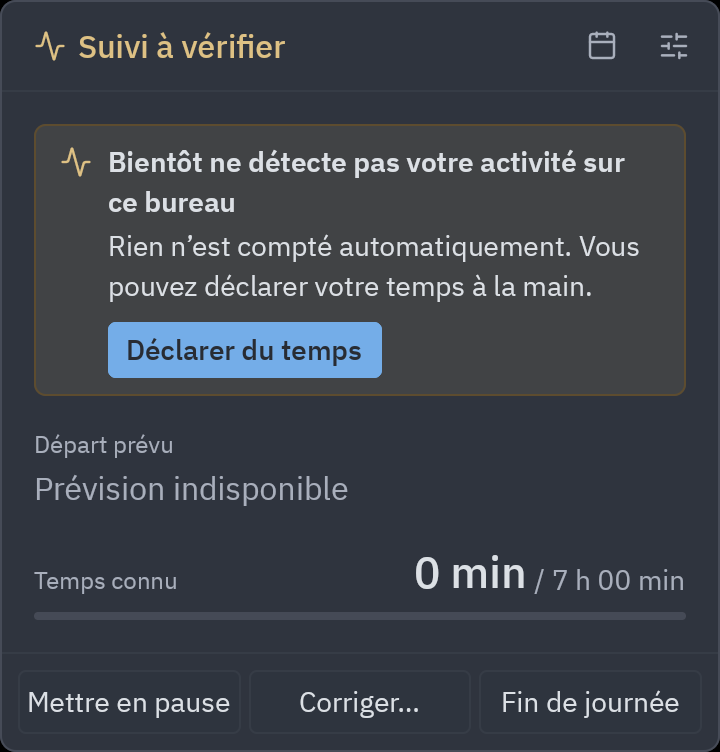 Suivi à vérifier
Bientôt ne détecte pas votre activité sur
ce bureau
Rien n’est compté automatiquement. Vous
pouvez déclarer votre temps à la main.
Déclarer du temps
Départ prévu
Prévision indisponible
Temps connu 0 min / 7 h 00 min
Mettre en pause Corriger… Fin de journée